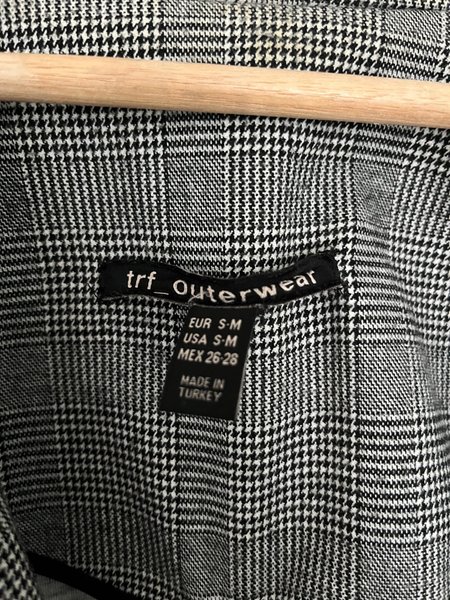 trf_outerwear
EUR S-M
USA S-M
MEX 26-28
MADE IN
TURKEY